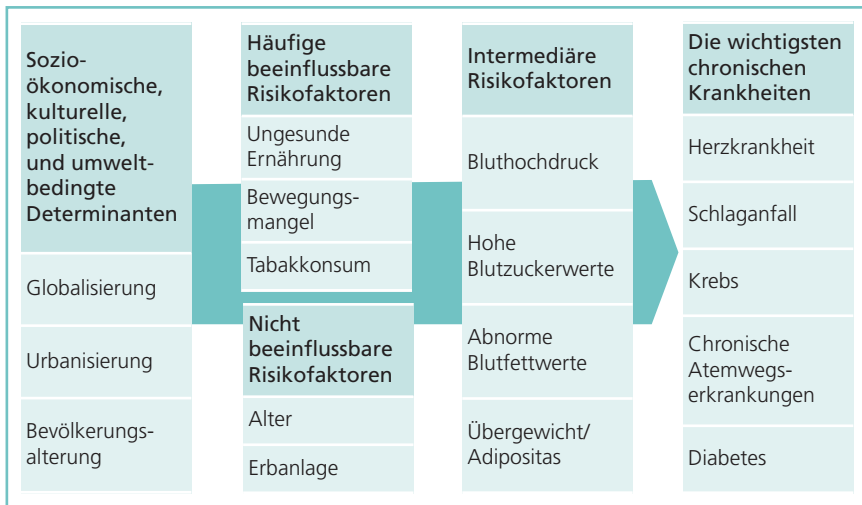 Sozio-
ökonomische,
kulturelle,
politische,
und umwelt-
bedingte
Determinanten
Globalisierung
Urbanisierung
Bevölkerungs-
alterung
Häufige
beeinflussbare
Risikofaktoren
Ungesunde
Ernährung
Bewegungs-
mangel
Tabakkonsum
Nicht
beeinflussbare
Risikofaktoren
Alter
Erbanlage
Intermediäre
Risikofaktoren
Bluthochdruck
Hohe
Blutzuckerwerte
Abnorme
Blutfettwerte
Übergewicht/
Adipositas
Die wichtigsten
chronischen
Krankheiten
Herzkrankheit
Schlaganfall
Krebs
Chronische
Atemwegs-
erkrankungen
Diabetes